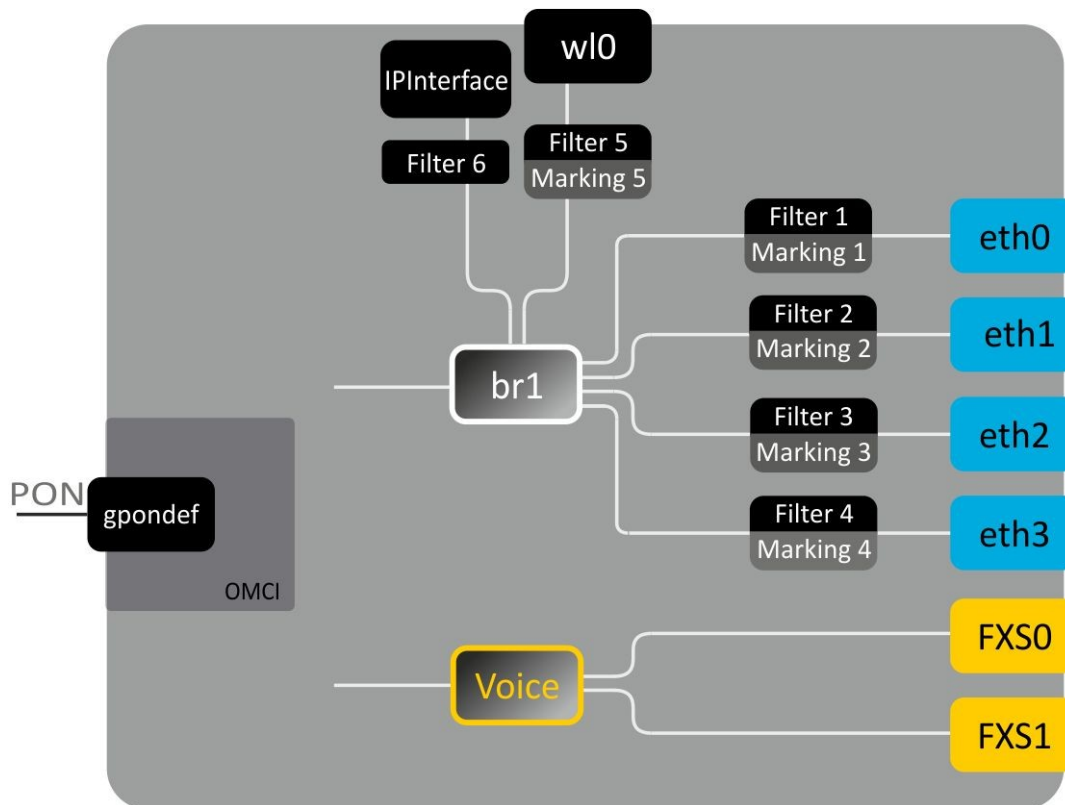 wl0
IPInterface
Filter 5
Marking 5
Filter 6
Filter 1
Marking 1
eth0
Filter 2
Marking 2
eth1
br1
Filter 3
Marking 3
eth2
PON
gpondef
OMCI
Filter 4
Marking 4
eth3
FXS0
Voice
FXS1